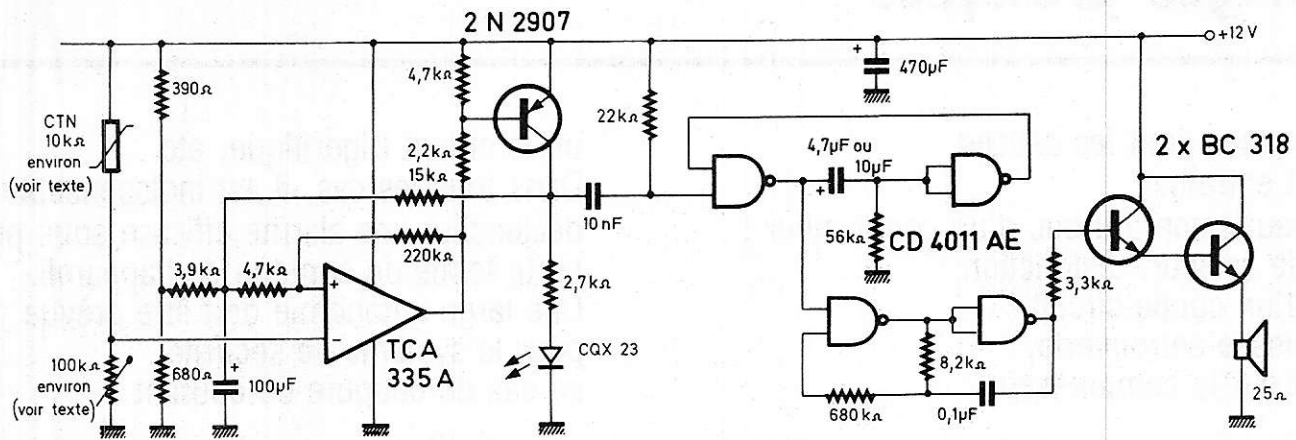 2 N 2907
+12 V
+
470µF
390Ω
4,7kΩ
CTN
10kΩ
environ
(voir texte)
22kΩ
4,7µF ou
10µF
+
2 x BC 318
2,2kΩ
15kΩ
10nF
56kΩ
CD 4011 AE
220kΩ
3,9kΩ
4,7kΩ
+
-
2,7kΩ
3,3kΩ
TCA
335 A
CQX 23
100kΩ
environ
(voir texte)
680Ω
+
100µF
8,2kΩ
680kΩ
0,1µF
25Ω